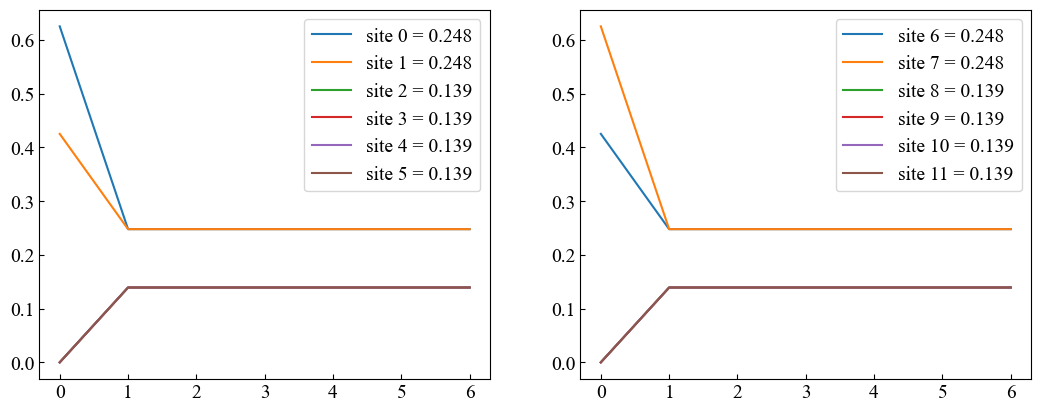 0.6
0.5
0.4
0.3
0.2
0.1
0.0
0 1 2 3 4 5 6
site 0 = 0.248
site 1 = 0.248
site 2 = 0.139
site 3 = 0.139
site 4 = 0.139
site 5 = 0.139
0.6
0.5
0.4
0.3
0.2
0.1
0.0
0 1 2 3 4 5 6
site 6 = 0.248
site 7 = 0.248
site 8 = 0.139
site 9 = 0.139
site 10 = 0.139
site 11 = 0.139